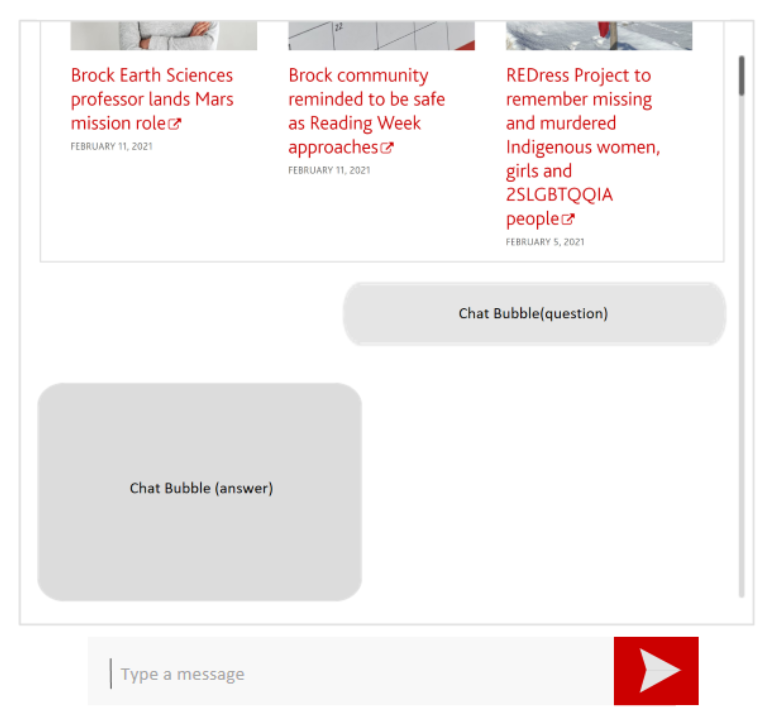 22
Brock Earth Sciences
professor lands Mars
mission role
FEBRUARY 11, 2021
Brock community
reminded to be safe
as Reading Week
approaches
FEBRUARY 11, 2021
REDress Project to
remember missing
and murdered
Indigenous women,
girls and
2SLGBTQQIA
people
FEBRUARY 5, 2021
Chat Bubble(question)
Chat Bubble (answer)
Type a message